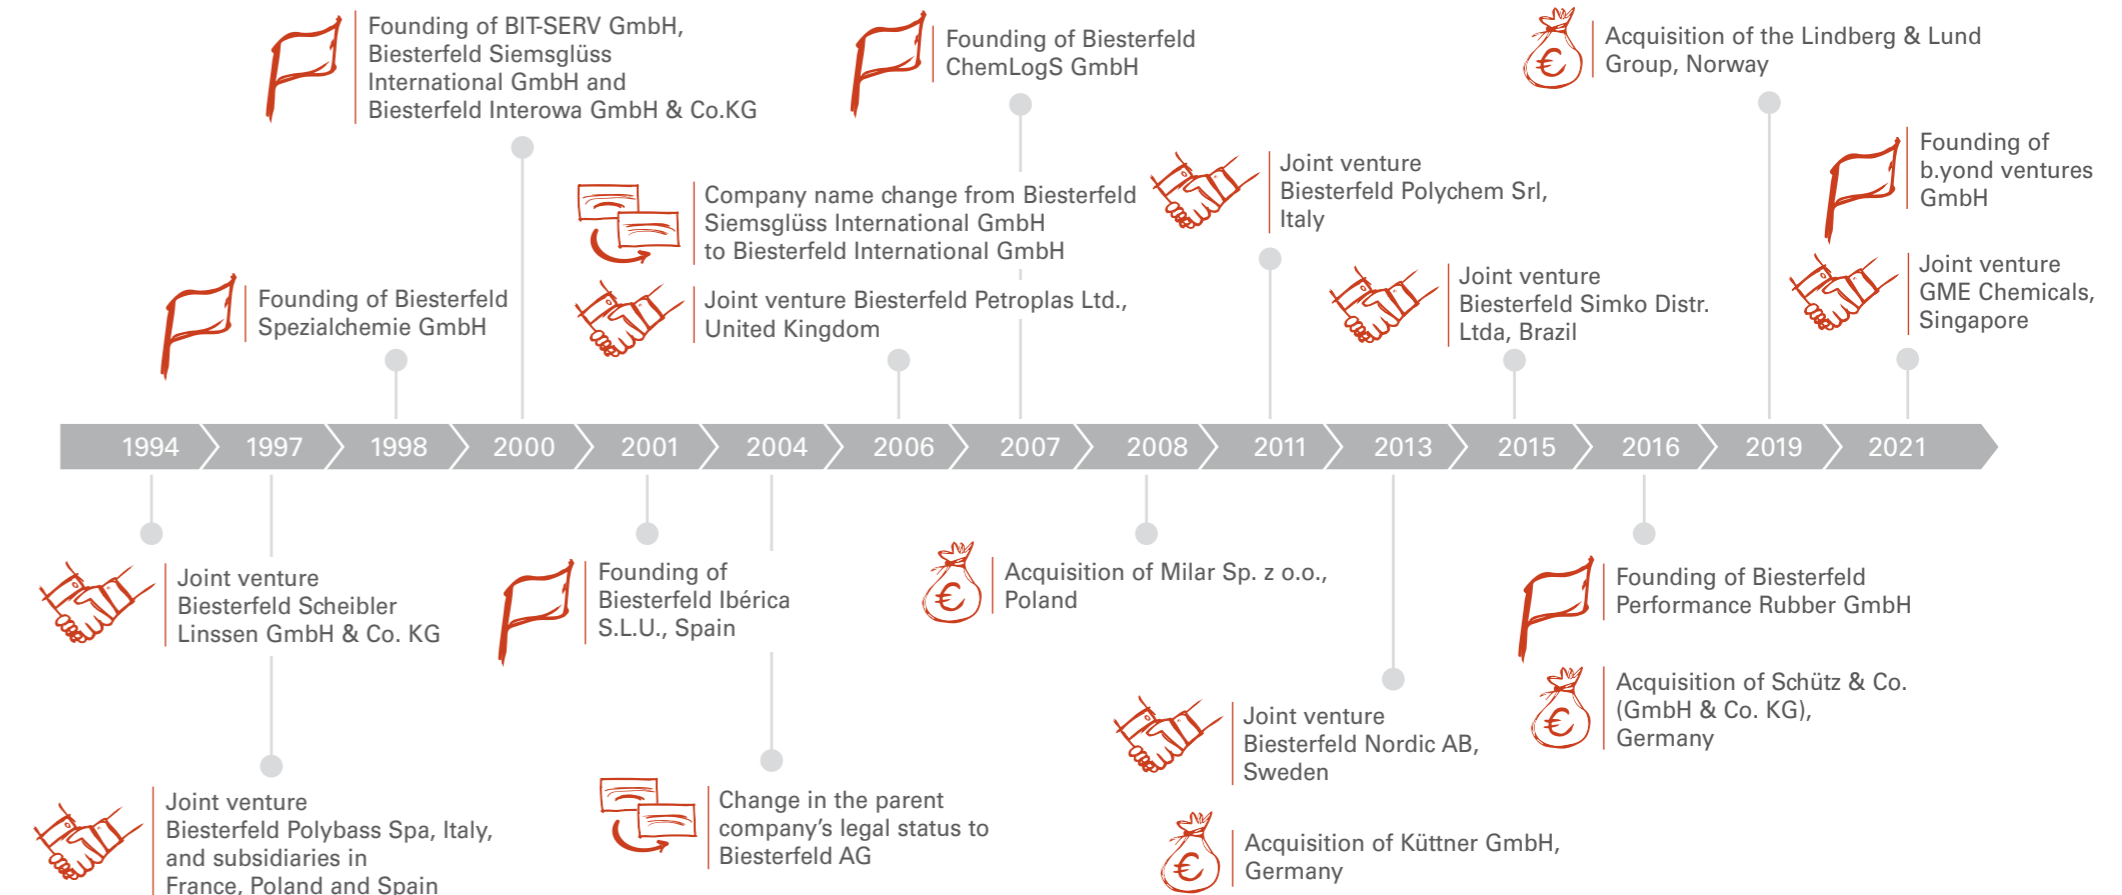 Founding of BIT-SERV GmbH,
Biesterfeld Siemsglüss
International GmbH and
Biesterfeld Interowa GmbH & Co.KG
Founding of Biesterfeld
ChemLogS GmbH
Acquisition of the Lindberg & Lund
Group, Norway
Founding of
b.yond ventures
GmbH
Joint venture
Biesterfeld Polychem Srl,
Italy
Company name change from Biesterfeld
Siemsglüss International GmbH
to Biesterfeld International GmbH
Joint venture
GME Chemicals,
Singapore
Joint venture
Biesterfeld Simko Distr.
Ltda, Brazil
Founding of Biesterfeld
Spezialchemie GmbH
Joint venture Biesterfeld Petroplas Ltd.,
United Kingdom
1994 1997 1998 2000 2001 2004 2006 2007 2008 2011 2013 2015 2016 2019 2021
Joint venture
Biesterfeld Scheibler
Linssen GmbH & Co. KG
Founding of
Biesterfeld Ibérica
S.L.U., Spain
Acquisition of Milar Sp. z o.o.,
Poland
Founding of Biesterfeld
Performance Rubber GmbH
Acquisition of Schütz & Co.
(GmbH & Co. KG),
Germany
Joint venture
Biesterfeld Nordic AB,
Sweden
Joint venture
Biesterfeld Polybass Spa, Italy,
and subsidiaries in
France, Poland and Spain
Change in the parent
company's legal status to
Biesterfeld AG
Acquisition of Küttner GmbH,
Germany